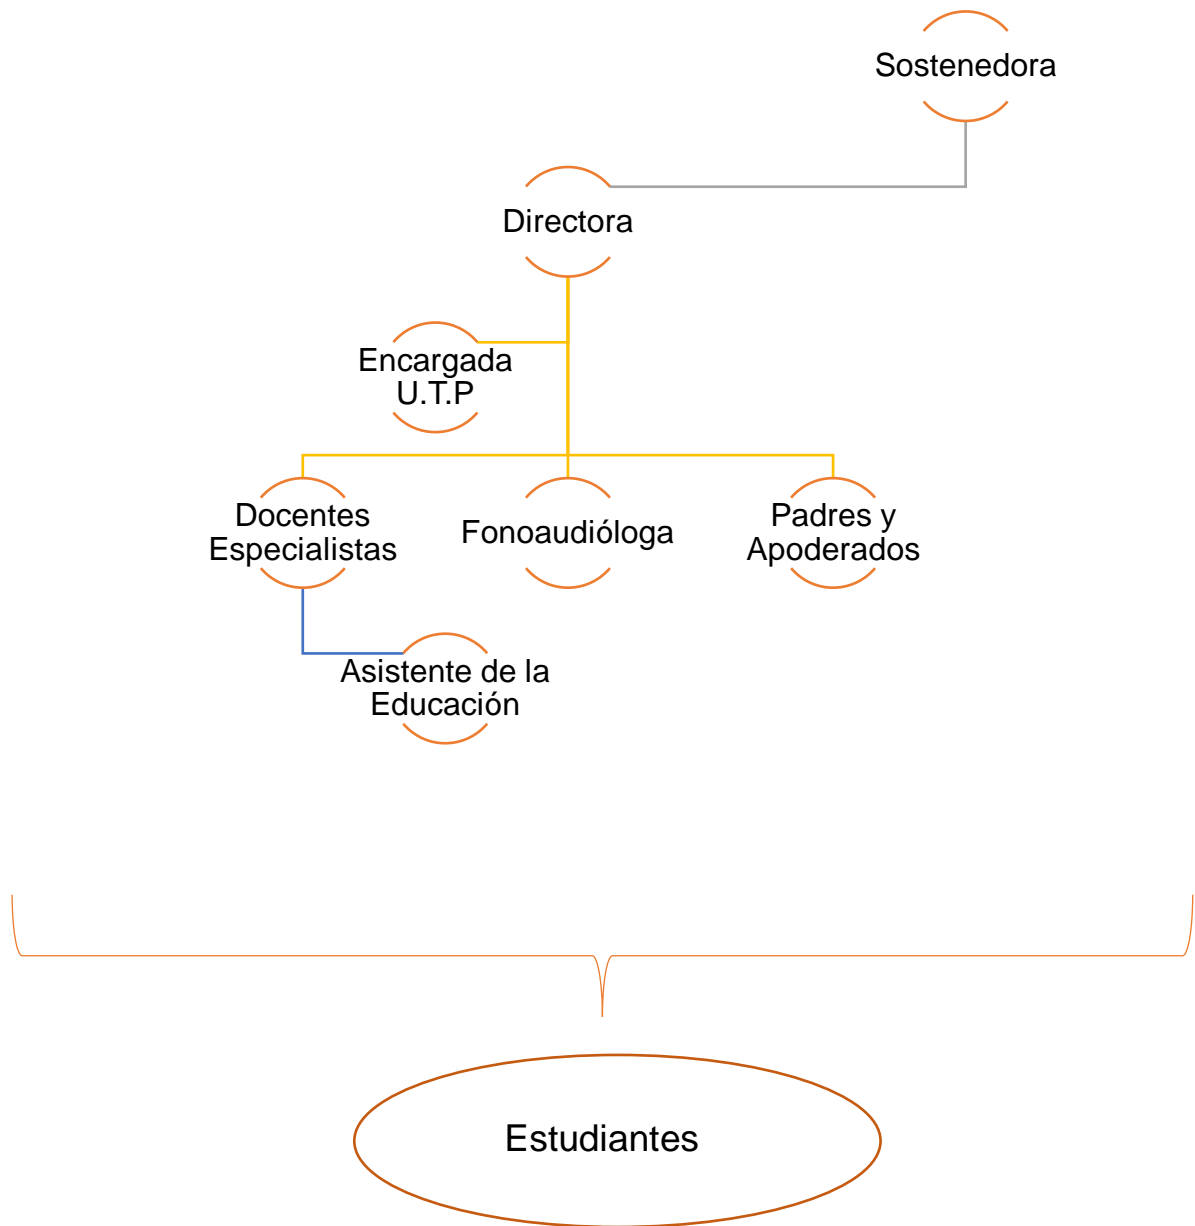 Sostenedora
Directora
Encargada
U.T.P
Docentes
Especialistas
Fonoaudióloga
Padres y
Apoderados
Asistente de la
Educación
Estudiantes